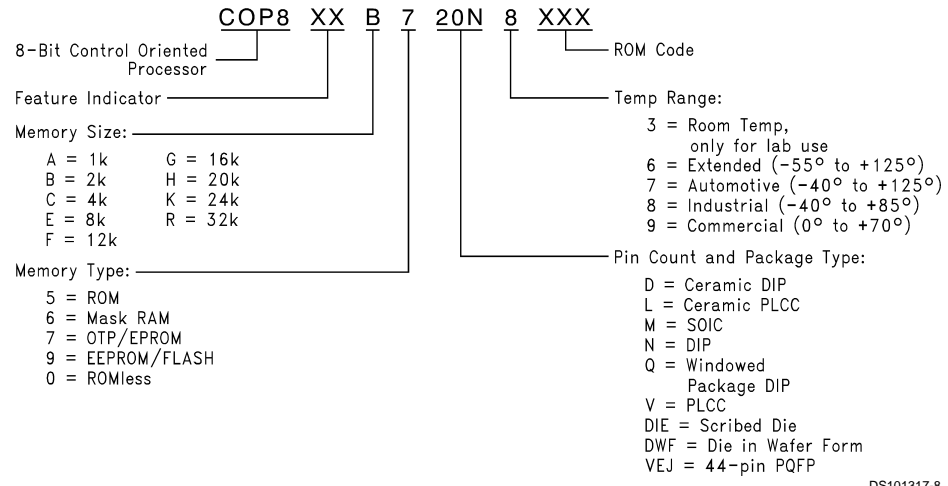 COP8 XX B 7 20N 8 XXX
8-Bit Control Oriented
Processor
Feature Indicator
Memory Size:
A = 1k G = 16k
B = 2k H = 20k
C = 4k K = 24k
E = 8k R = 32k
F = 12k
Memory Type:
5 = ROM
6 = Mask RAM
7 = OTP/EPROM
9 = EEPROM/FLASH
0 = ROMless
ROM Code
Temp Range:
3 = Room Temp,
only for lab use
6 = Extended (-55° to +125°)
7 = Automotive (-40° to +125°)
8 = Industrial (-40° to +85°)
9 = Commercial (0° to +70°)
Pin Count and Package Type:
D = Ceramic DIP
L = Ceramic PLCC
M = SOIC
N = DIP
Q = Windowed
Package DIP
V = PLCC
DIE = Scribed Die
DWF = Die in Wafer Form
VEJ = 44-pin PQFP
DS101317-8